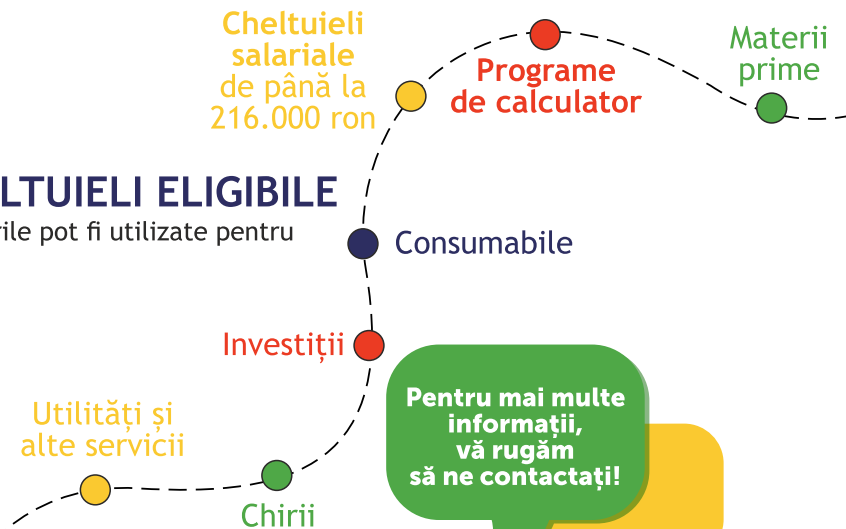 Cheltuieli
salariale
de până la
216.000 ron
Programe
de calculator
Materii
prime
LTUIELI ELIGIBILE
rile pot fi utilizate pentru
Consumabile
Investiții
Utilități și
alte servicii
Chirii
Pentru mai multe
informații,
vă rugăm
să ne contactați!